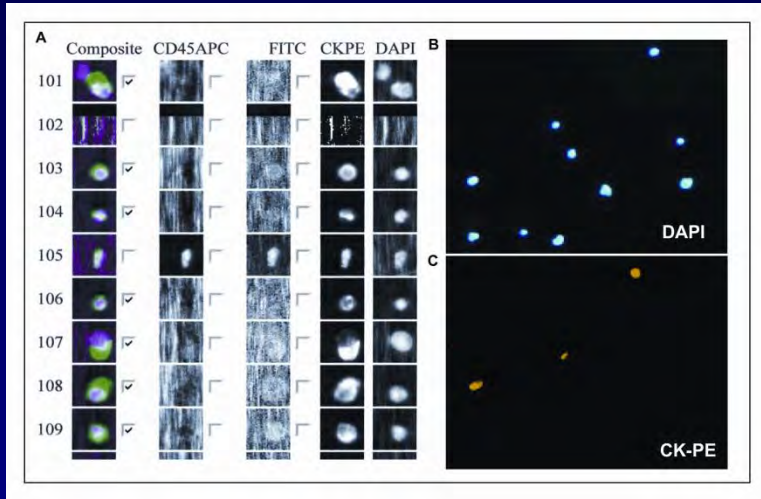 A
Composite CD45APC FITC CKPE DAPI
101
102
103
104
105
106
107
108
109
B
DAPI
C
CK-PE